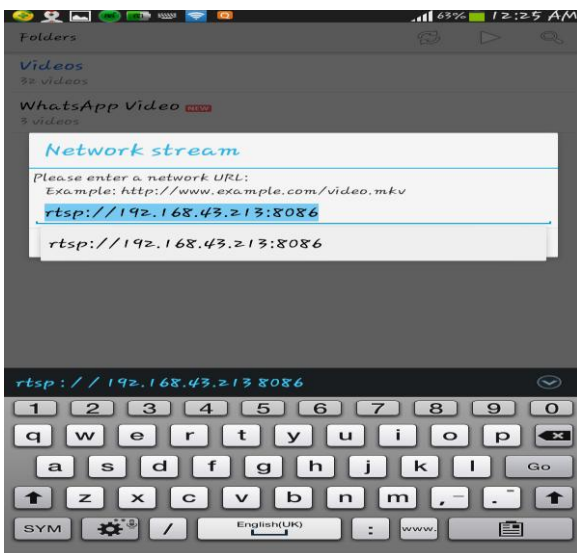 63% 12:25 AM
Folders
Videos
32 videos
WhatsApp Video NEW
3 videos
Network stream
Please enter a network URL:
Example: http://www.example.com/video.mkv
rtsp://192.168.43.213:8086
rtsp://192.168.43.213:8086
rtsp://192.168.43.213 8086
1 2 3 4 5 6 7 8 9 0
q w e r t y u i o p
a s d f g h j k l Go
z x c v b n m ,- .
SYM / English(UK) : www.